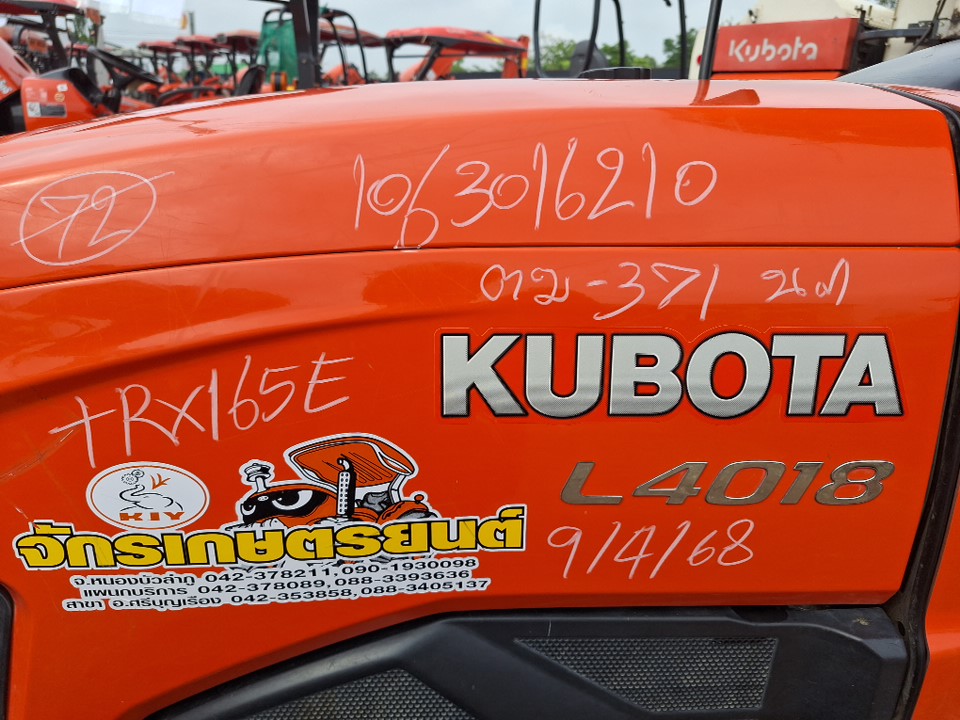 Kubota
72
1063016210
ตม-371 นภ
KUBOTA
TRX165E
L4018
KIY
จักรเกษตรยนต์
9/4/68
จ.หนองบัวลำภู 042-378211, 090-1930098
แผนกบริการ 042-378089, 088-3393636
สาขา อ.ศรีบุญเรือง 042-353858, 088-3405137